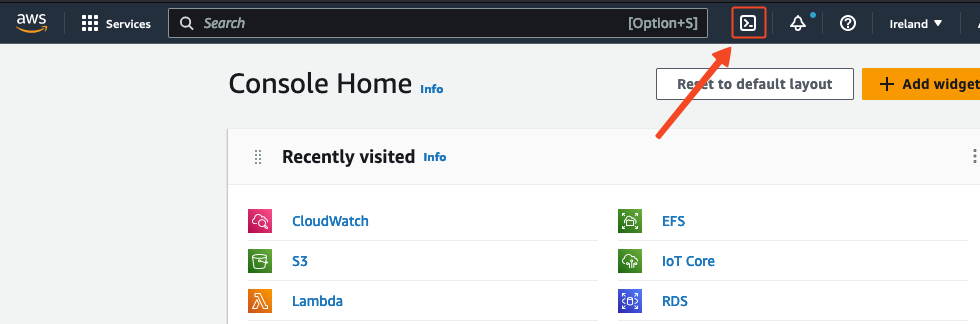 aws Services Search [Option+S] Ireland
Console Home Info Reset to default layout + Add widget
Recently visited Info
CloudWatch EFS
S3 IoT Core
Lambda RDS